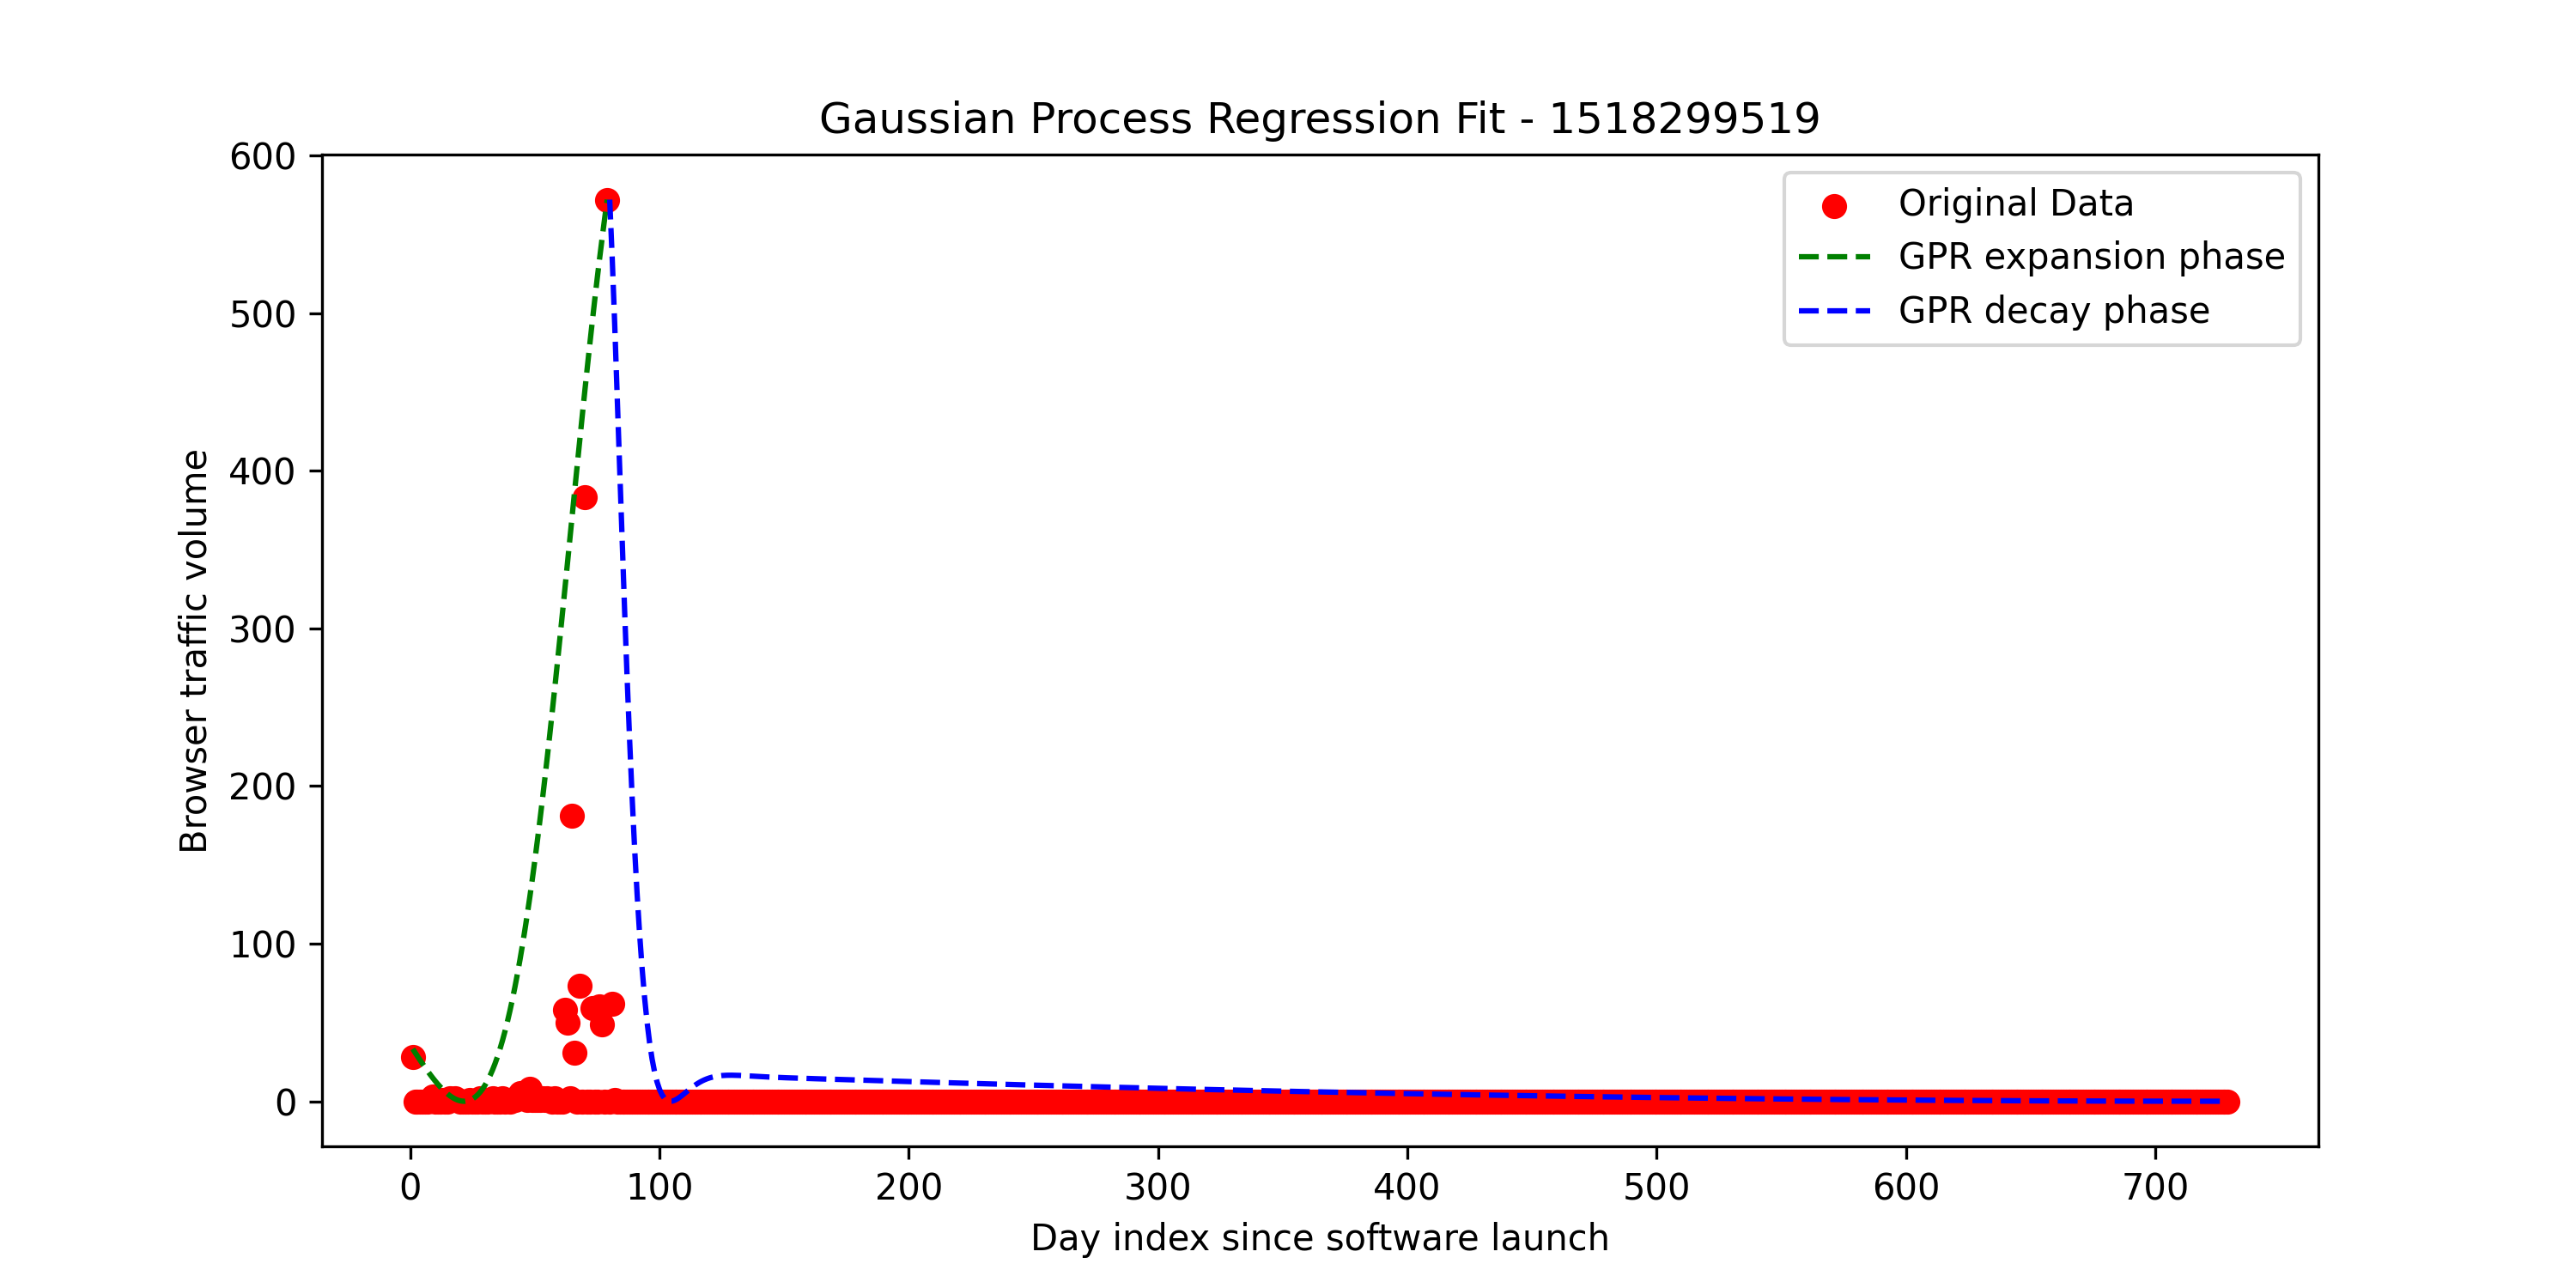 Gaussian Process Regression Fit - 1518299519
600
500
400
300
200
100
0
Browser traffic volume
Original Data
GPR expansion phase
GPR decay phase
0 100 200 300 400 500 600 700
Day index since software launch